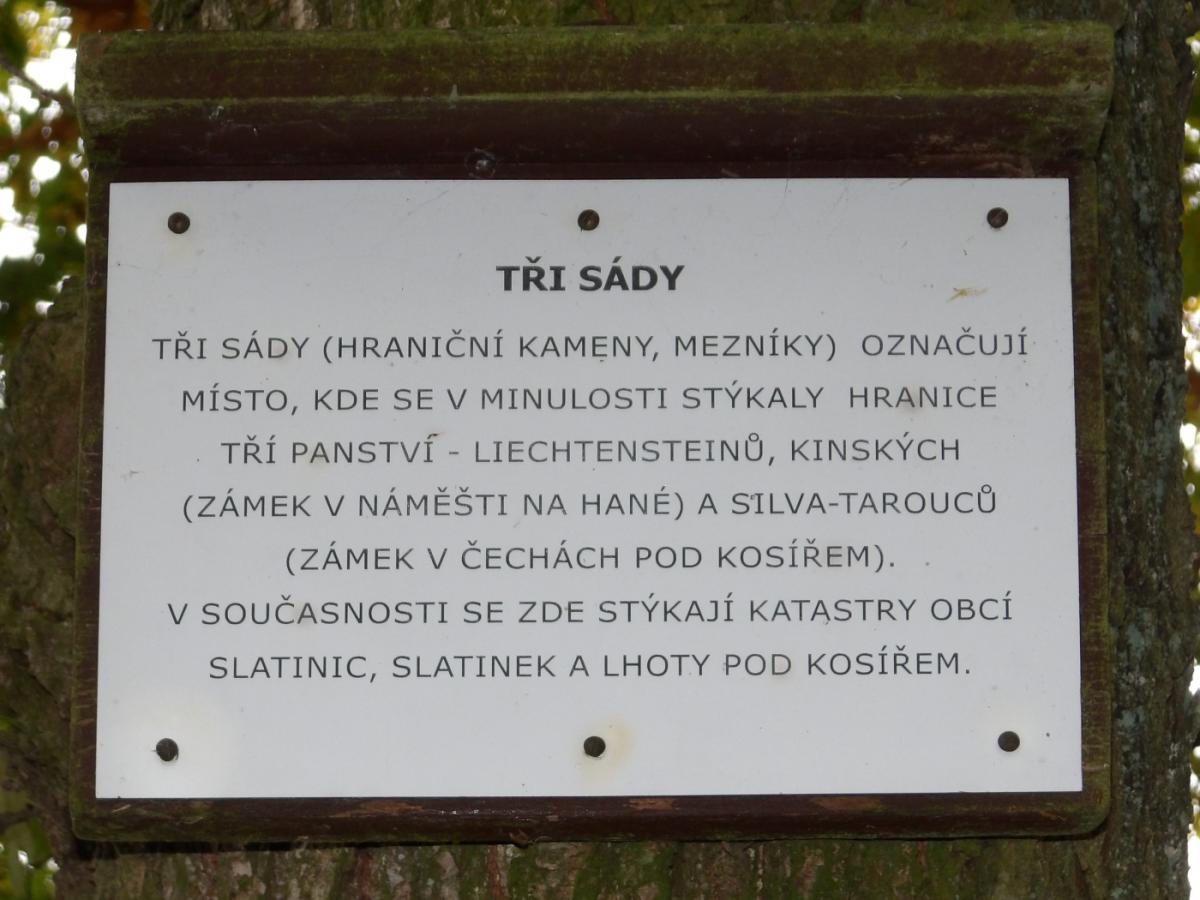 TŘI SÁDY
TŘI SÁDY (HRANIČNÍ KAMENY, MEZNÍKY) OZNAČUJÍ
MÍSTO, KDE SE V MINULOSTI STÝKALY HRANICE
TŘÍ PANSTVÍ - LIECHTENSTEINŮ, KINSKÝCH
(ZÁMEK V NÁMĚŠTI NA HANÉ) A SILVA-TAROUCŮ
(ZÁMEK V ČECHÁCH POD KOSÍŘEM).
V SOUČASNOSTI SE ZDE STÝKAJÍ KATASTRY OBCÍ
SLATINIC, SLATINEK A LHOTY POD KOSÍŘEM.